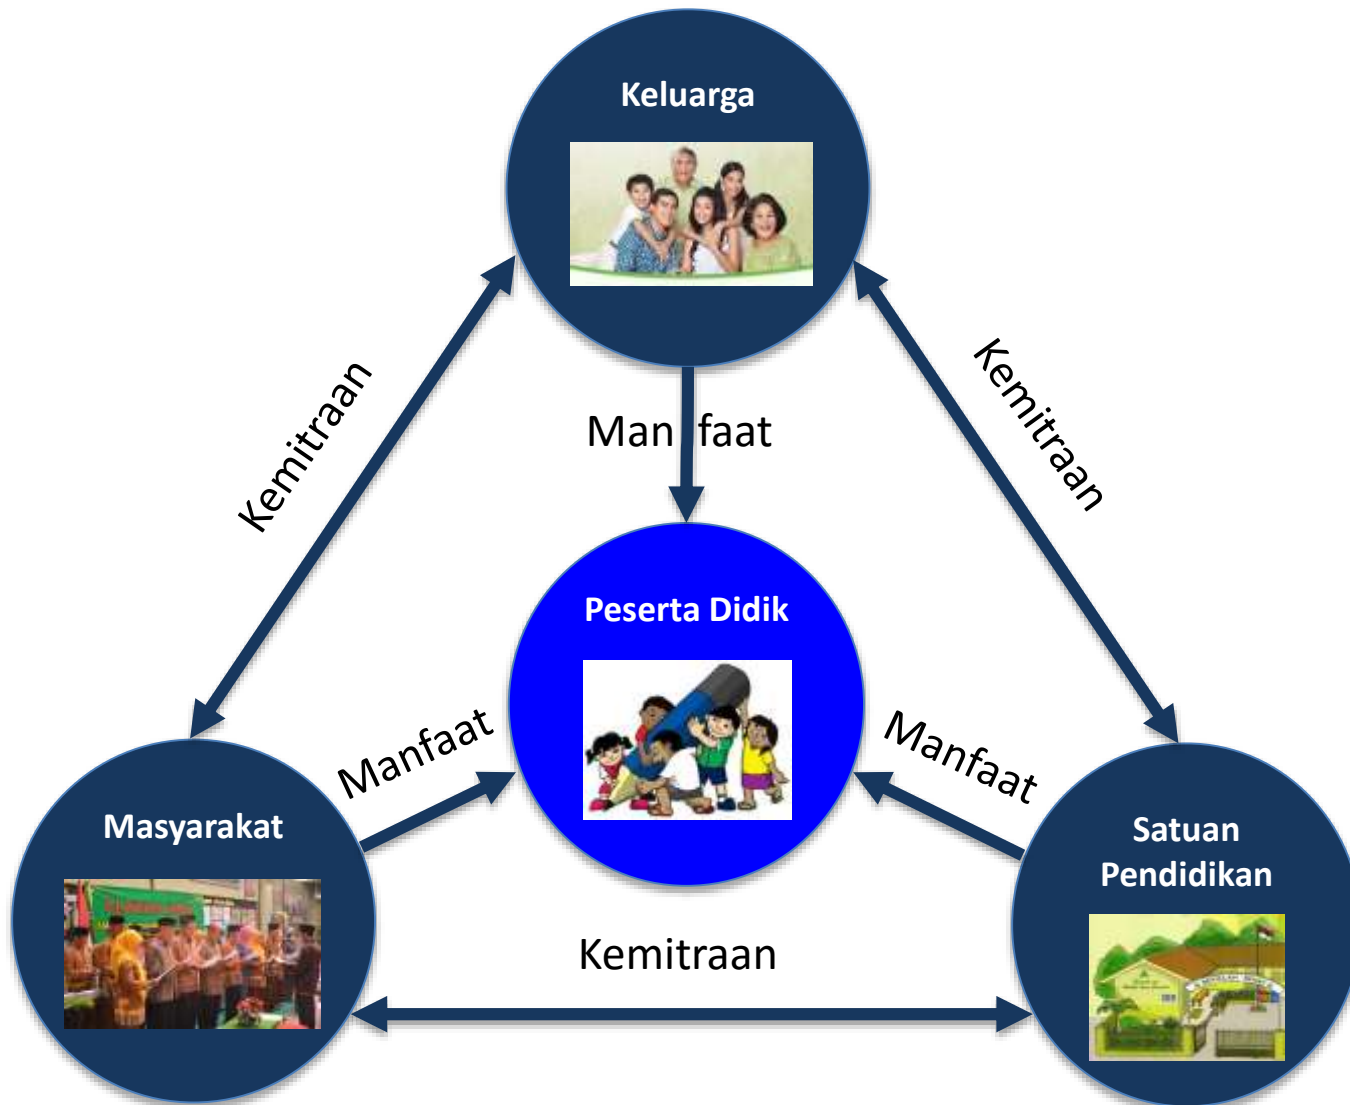 Keluarga
Kemitraan
Kemitraan
Man faat
Peserta Didik
Manfaat
Manfaat
Masyarakat
Satuan
Pendidikan
Kemitraan